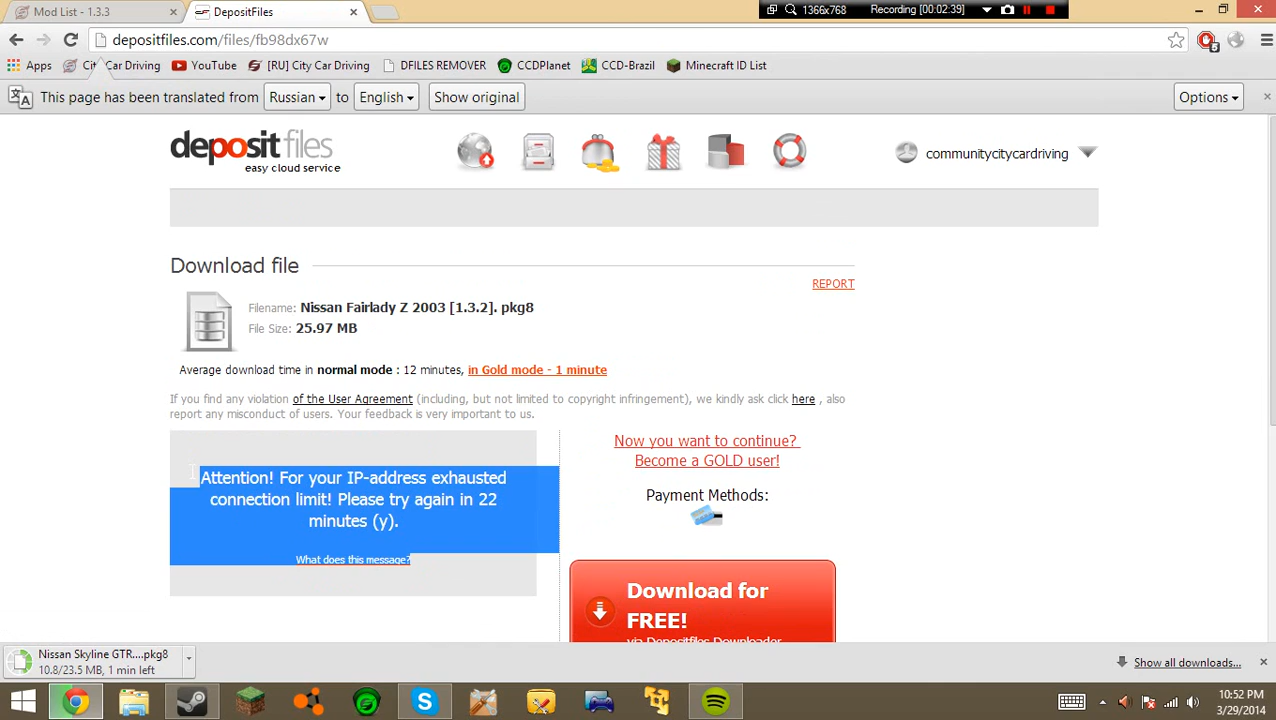 Mod List - 1.3.3
DepositFiles
1366x768
Recording [00:02:39]
depositfiles.com/files/fb98dx67w
5
Apps
City Car Driving
YouTube
[RU] City Car Driving
DFILES REMOVER
CCDPlanet
CCD-Brazil
Minecraft ID List
This page has been translated from Russian to English Show original Options
depositfiles
easy cloud service
communitycitycardriving
Download file
REPORT
Filename: Nissan Fairlady Z 2003 [1.3.2]. pkg8
File Size: 25.97 MB
Average download time in normal mode : 12 minutes, in Gold mode - 1 minute
If you find any violation of the User Agreement (including, but not limited to copyright infringement), we kindly ask click here , also
report any misconduct of users. Your feedback is very important to us.
Attention! For your IP-address exhausted
connection limit! Please try again in 22
minutes (y).
What does this message?
Now you want to continue?
Become a GOLD user!
Payment Methods:
Download for
FREE!
via Depositfiles Downloader
Nissan Skyline GTR....pkg8
10.8/23.5 MB, 1 min left
Show all downloads...
10:52 PM
3/29/2014